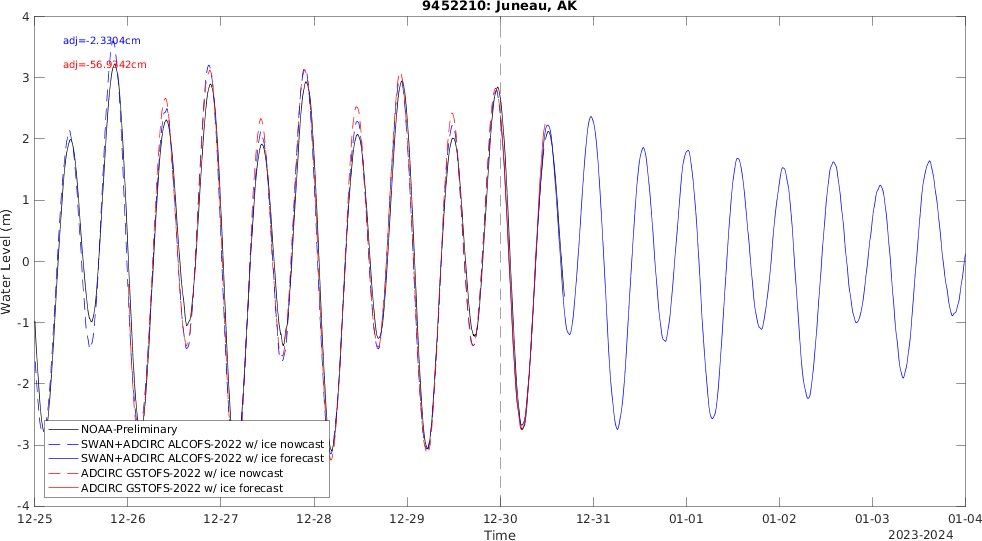 9452210: Juneau, AK
adj=-2.3304cm
adj=-56.9342cm
Water Level (m)
4
3
2
1
0
-1
-2
-3
-4
NOAA-Preliminary
SWAN+ADCIRC ALCOFS-2022 w/ ice nowcast
SWAN+ADCIRC ALCOFS-2022 w/ ice forecast
ADCIRC GSTOFS-2022 w/ ice nowcast
ADCIRC GSTOFS-2022 w/ ice forecast
12-25 12-26 12-27 12-28 12-29 12-30 12-31 01-01 01-02 01-03 01-04
Time
2023-2024